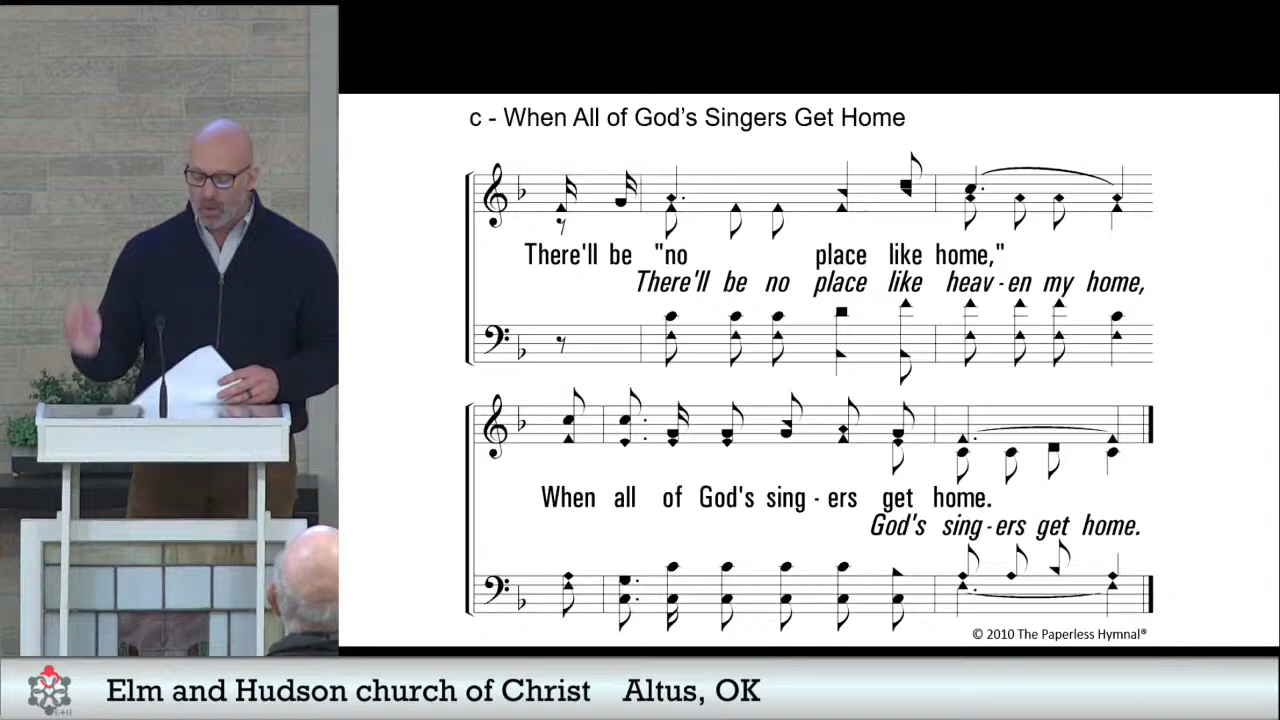 c - When All of God's Singers Get Home
There'll be "no place like home,"
There'll be no place like heav - en my home,
When all of God's sing - ers get home.
God's sing - ers get home.
© 2010 The Paperless Hymnal®
Elm and Hudson church of Christ Altus, OK